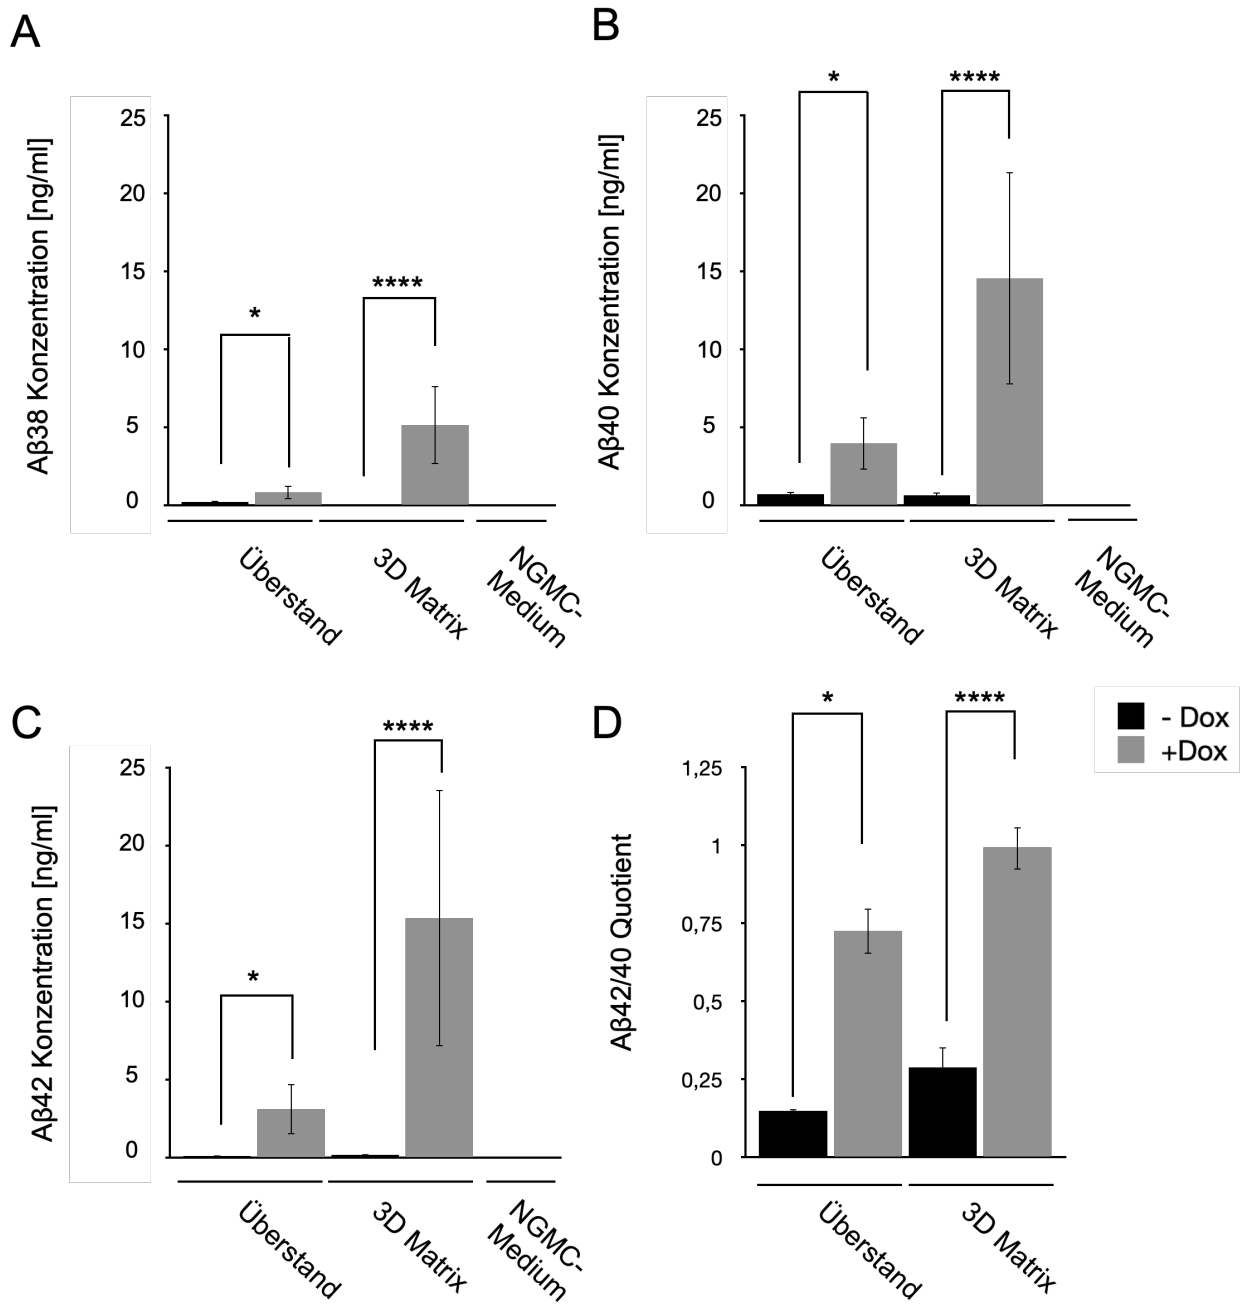 A
Aβ38 Konzentration [ng/ml]
25
20
15
10
5
0
*
****
Überstand
3D Matrix
NGMC-
Medium
B
Aβ40 Konzentration [ng/ml]
25
20
15
10
5
0
*
****
Überstand
3D Matrix
NGMC-
Medium
C
Aβ42 Konzentration [ng/ml]
25
20
15
10
5
0
*
****
Überstand
3D Matrix
NGMC-
Medium
D
Aβ42/40 Quotient
1,25
1
0,75
0,5
0,25
0
*
****
Überstand
3D Matrix
- Dox
+Dox